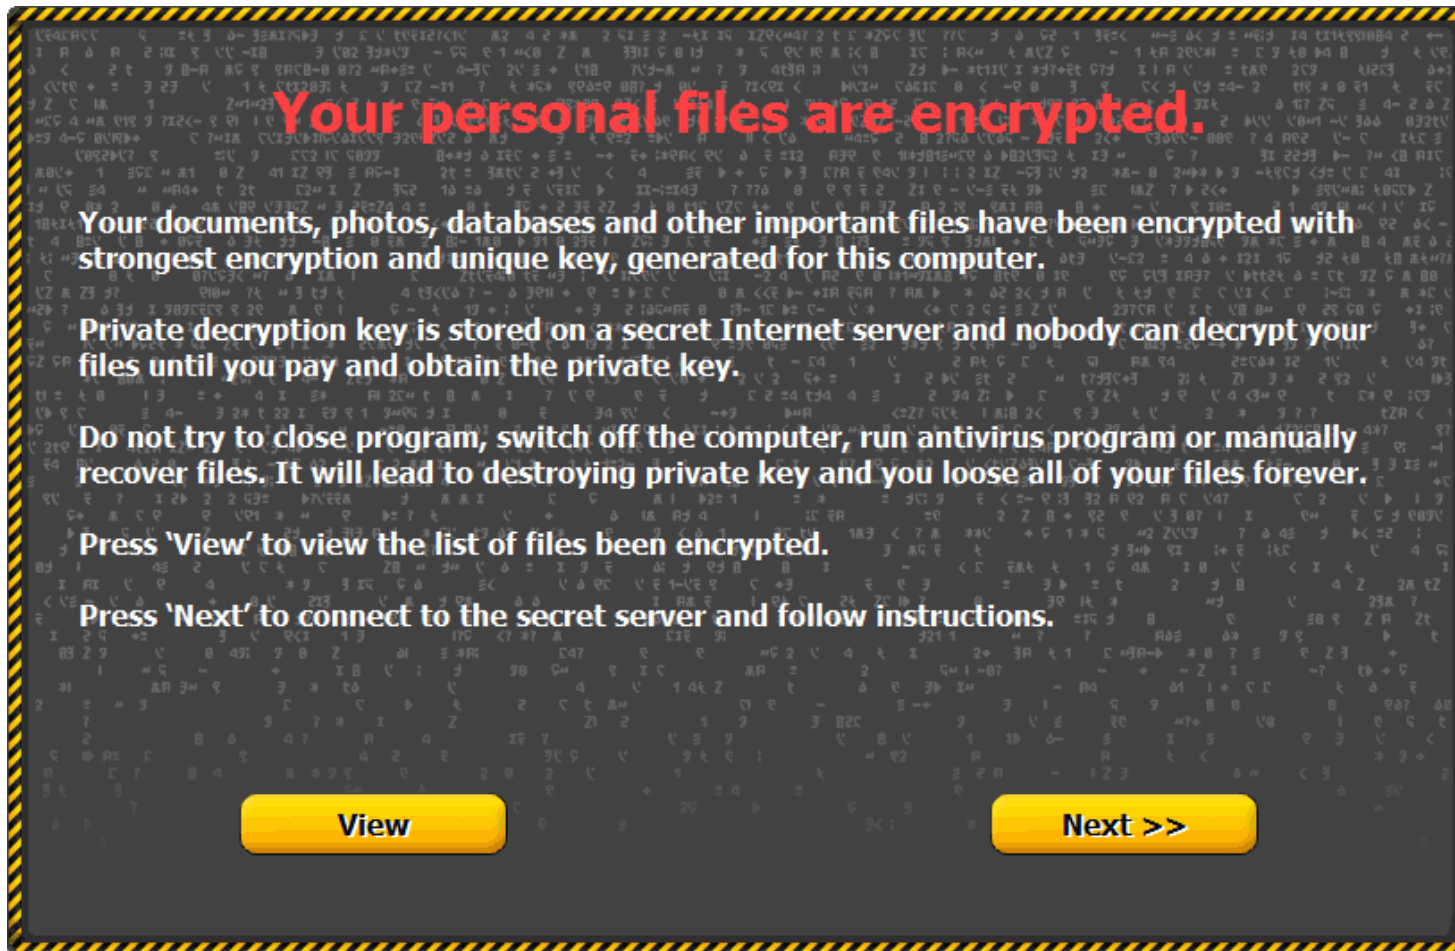 Your personal files are encrypted.
Your documents, photos, databases and other important files have been encrypted with
strongest encryption and unique key, generated for this computer.
Private decryption key is stored on a secret Internet server and nobody can decrypt your
files until you pay and obtain the private key.
Do not try to close program, switch off the computer, run antivirus program or manually
recover files. It will lead to destroying private key and you loose all of your files forever.
Press ‘View’ to view the list of files been encrypted.
Press ‘Next’ to connect to the secret server and follow instructions.
View
Next >>